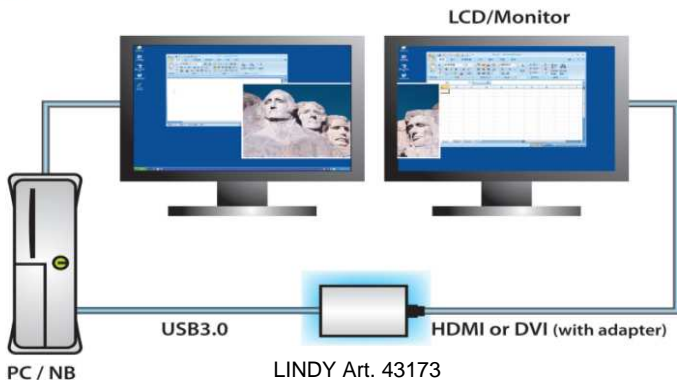 LCD/Monitor
USB3.0
HDMI or DVI (with adapter)
PC / NB
LINDY Art. 43173